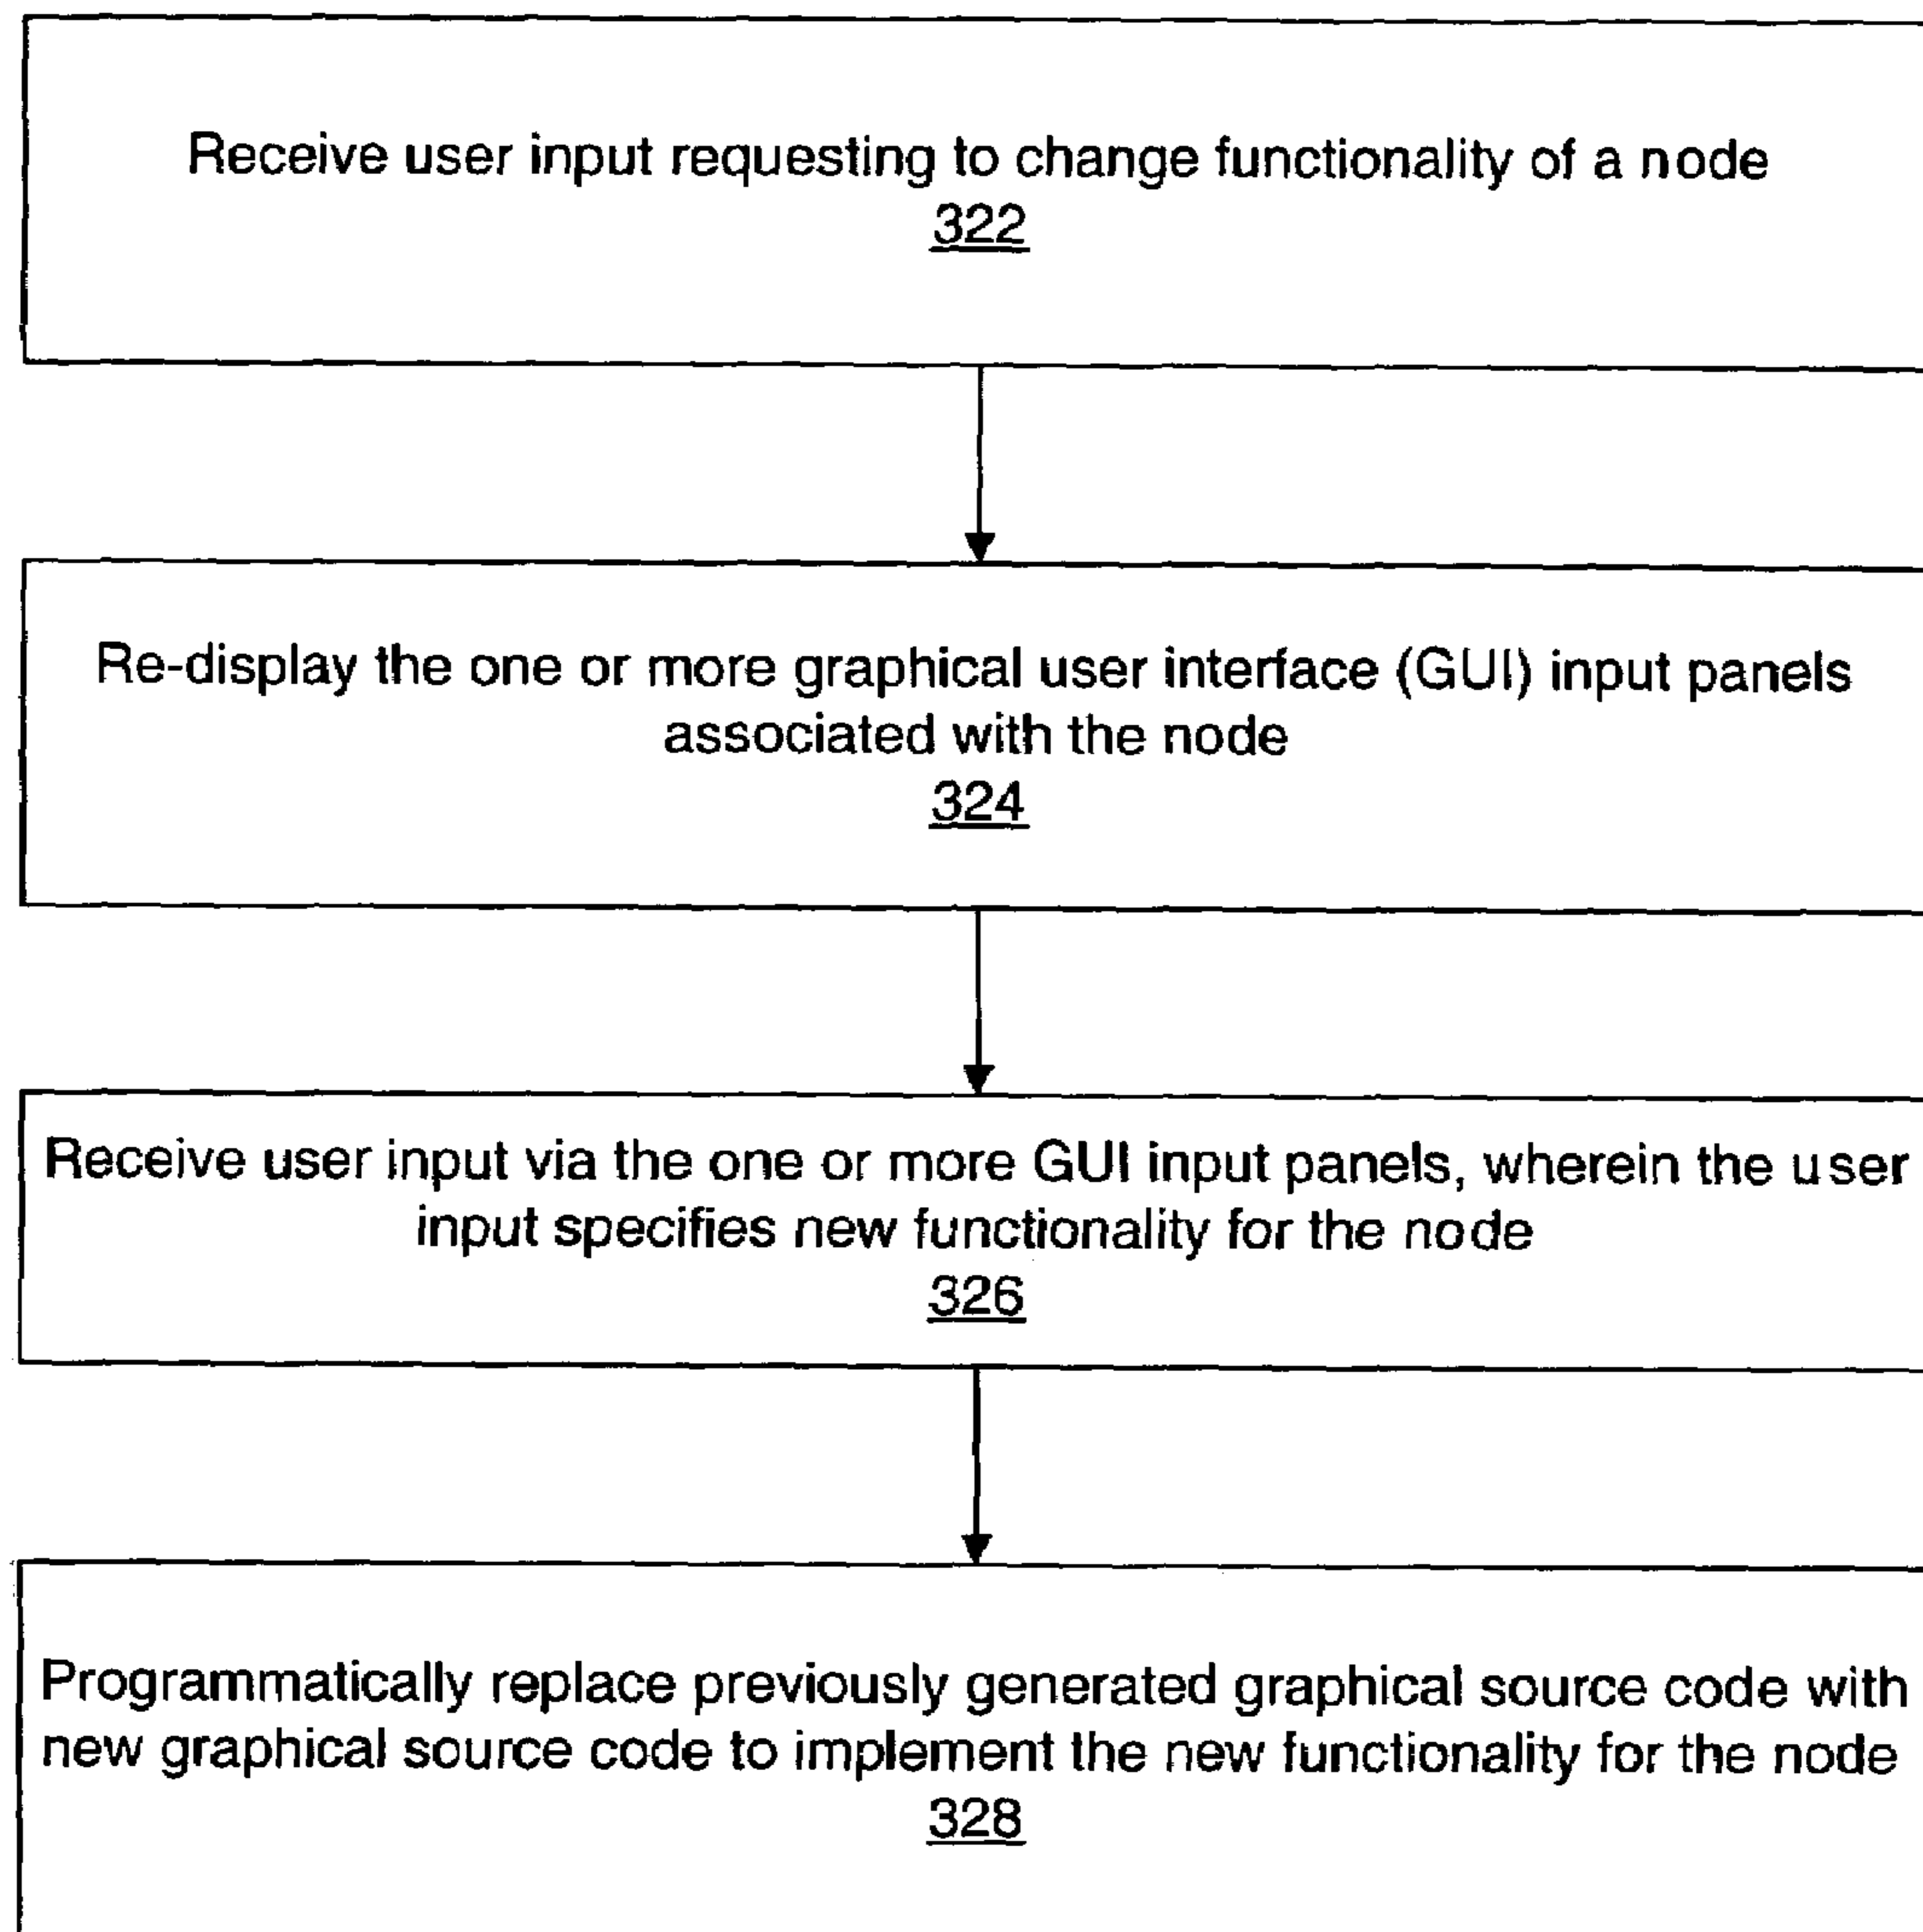 Receive user input requesting to change functionality of a node
322
Re-display the one or more graphical user interface (GUI) input panels
associated with the node
324
Receive user input via the one or more GUI input panels, wherein the user
input specifies new functionality for the node
326
Programmatically replace previously generated graphical source code with
new graphical source code to implement the new functionality for the node
328